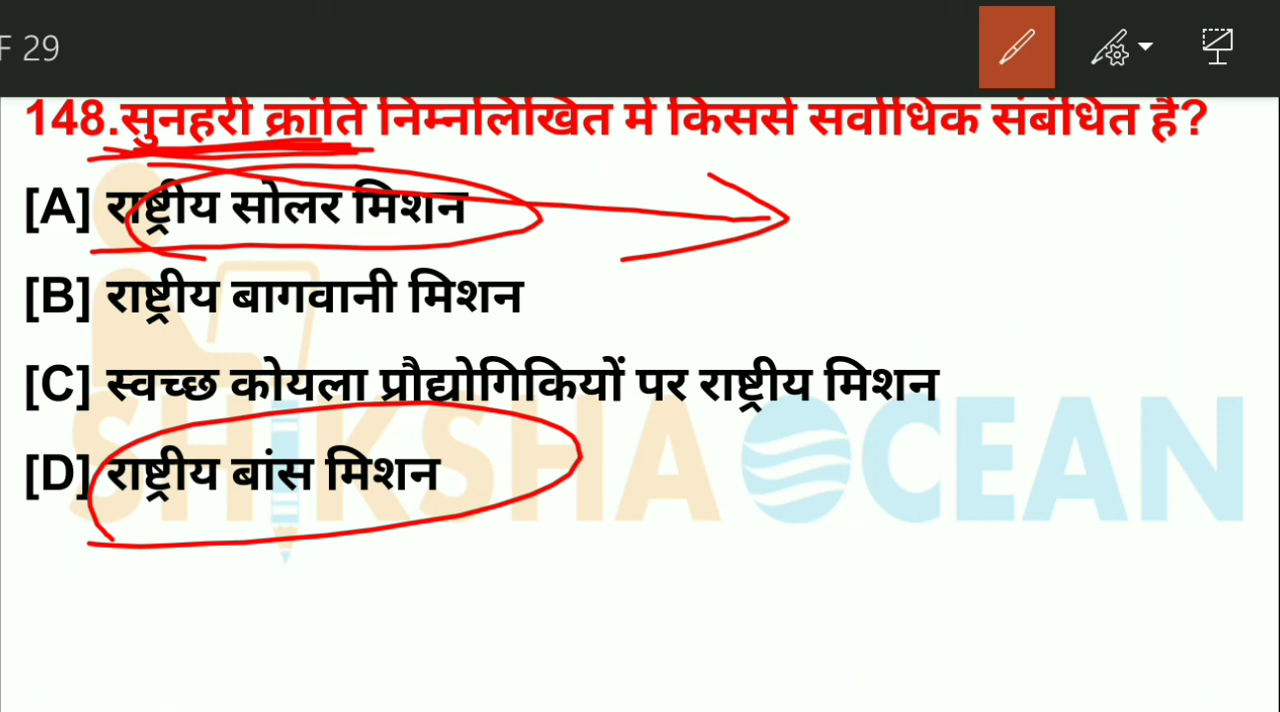 F 29
148.सुनहरी क्रांति निम्नलिखित में किससे सर्वाधिक संबंधित है?
[A] राष्ट्रीय सोलर मिशन
[B] राष्ट्रीय बागवानी मिशन
[C] स्वच्छ कोयला प्रौद्योगिकियों पर राष्ट्रीय मिशन
[D] राष्ट्रीय बांस मिशन
SHIKSHA OCEAN